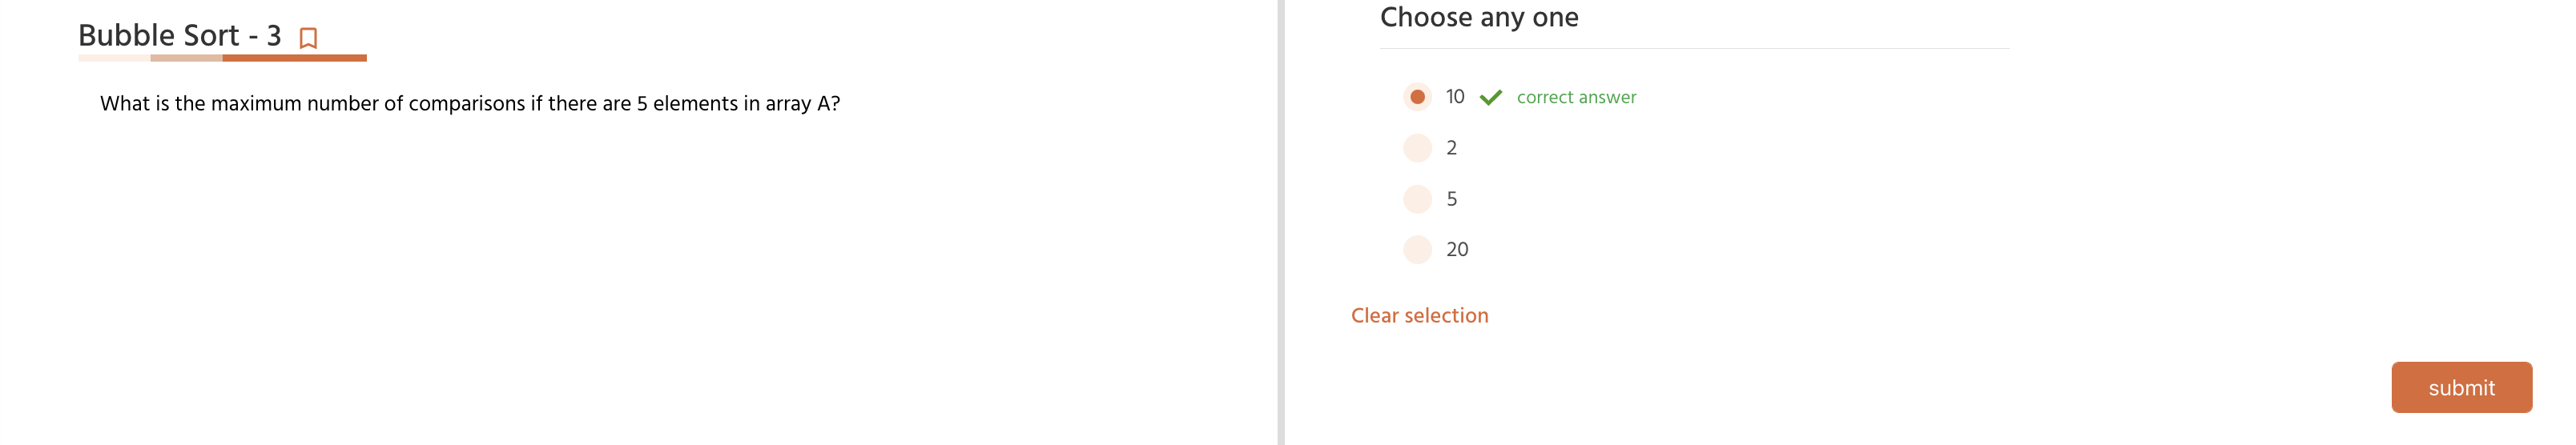 Bubble Sort - 3
What is the maximum number of comparisons if there are 5 elements in array A?
Choose any one
10 correct answer
2
5
20
Clear selection
submit